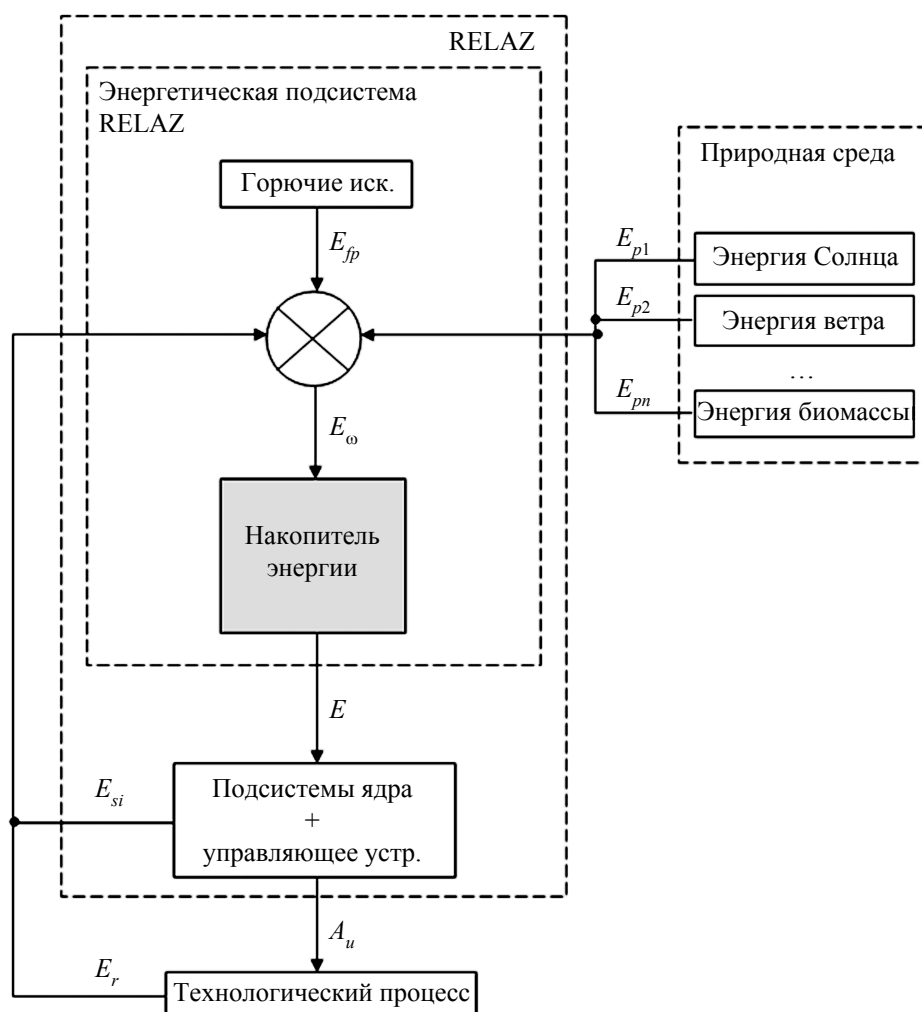 RELAZ
Энергетическая подсистема
RELAZ
Природная среда
Горючие иск.
E_fp
E_p1
Энергия Солнца
E_p2
Энергия ветра
...
E_pn
Энергия биомассы
E_ω
Накопитель
энергии
E
E_si
Подсистемы ядра
+
управляющее устр.
A_u
E_r
Технологический процесс